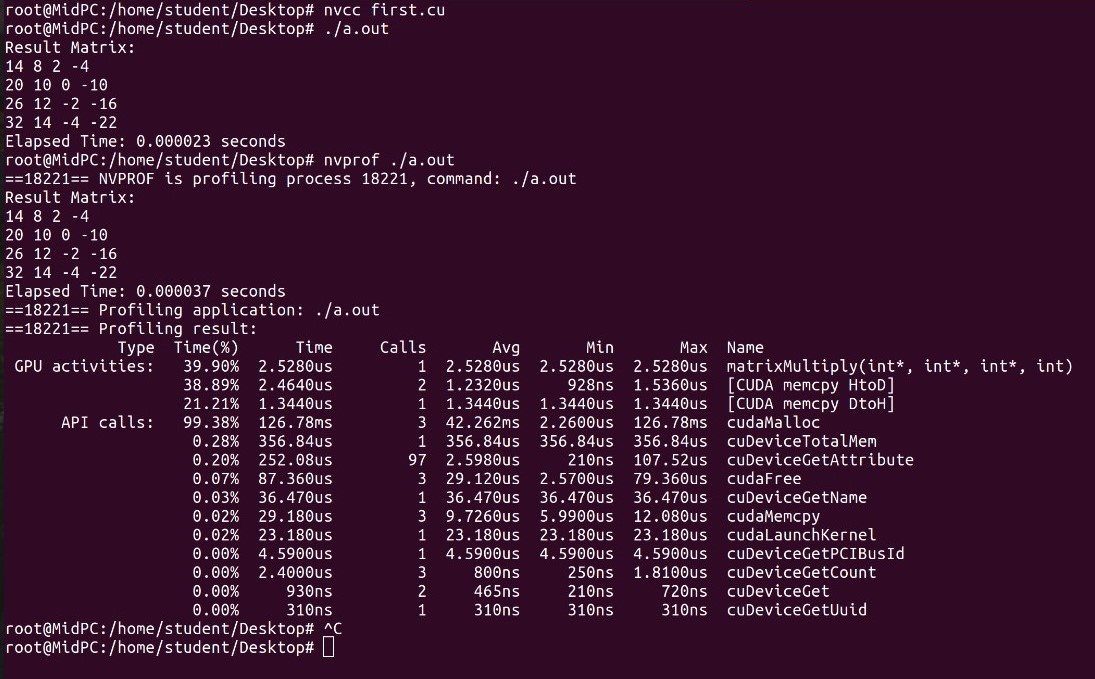 root@MidPC:/home/student/Desktop# nvcc first.cu
root@MidPC:/home/student/Desktop# ./a.out
Result Matrix:
14 8 2 -4
20 10 0 -10
26 12 -2 -16
32 14 -4 -22
Elapsed Time: 0.000023 seconds
root@MidPC:/home/student/Desktop# nvprof ./a.out
==18221== NVPROF is profiling process 18221, command: ./a.out
Result Matrix:
14 8 2 -4
20 10 0 -10
26 12 -2 -16
32 14 -4 -22
Elapsed Time: 0.000037 seconds
==18221== Profiling application: ./a.out
==18221== Profiling result:
Type  Time(%)      Time     Calls       Avg       Min       Max  Name
GPU activities:   39.90%  2.5280us         1  2.5280us  2.5280us  2.5280us  matrixMultiply(int*, int*, int*, int)
38.89%  2.4640us         2  1.2320us     928ns  1.5360us  [CUDA memcpy HtoD]
21.21%  1.3440us         1  1.3440us  1.3440us  1.3440us  [CUDA memcpy DtoH]
API calls:   99.38%  126.78ms         3  42.262ms  2.2600us  126.78ms  cudaMalloc
0.28%  356.84us         1  356.84us  356.84us  356.84us  cuDeviceTotalMem
0.20%  252.08us        97  2.5980us     210ns  107.52us  cuDeviceGetAttribute
0.07%  87.360us         3  29.120us  2.5700us  79.360us  cudaFree
0.03%  36.470us         1  36.470us  36.470us  36.470us  cuDeviceGetName
0.02%  29.180us         3  9.7260us  5.9900us  12.080us  cudaMemcpy
0.02%  23.180us         1  23.180us  23.180us  23.180us  cudaLaunchKernel
0.00%  4.5900us         1  4.5900us  4.5900us  4.5900us  cuDeviceGetPCIBusId
0.00%  2.4000us         3     800ns     250ns  1.8100us  cuDeviceGetCount
0.00%     930ns         2     465ns     210ns     720ns  cuDeviceGet
0.00%     310ns         1     310ns     310ns     310ns  cuDeviceGetUuid
root@MidPC:/home/student/Desktop# ^C
root@MidPC:/home/student/Desktop#